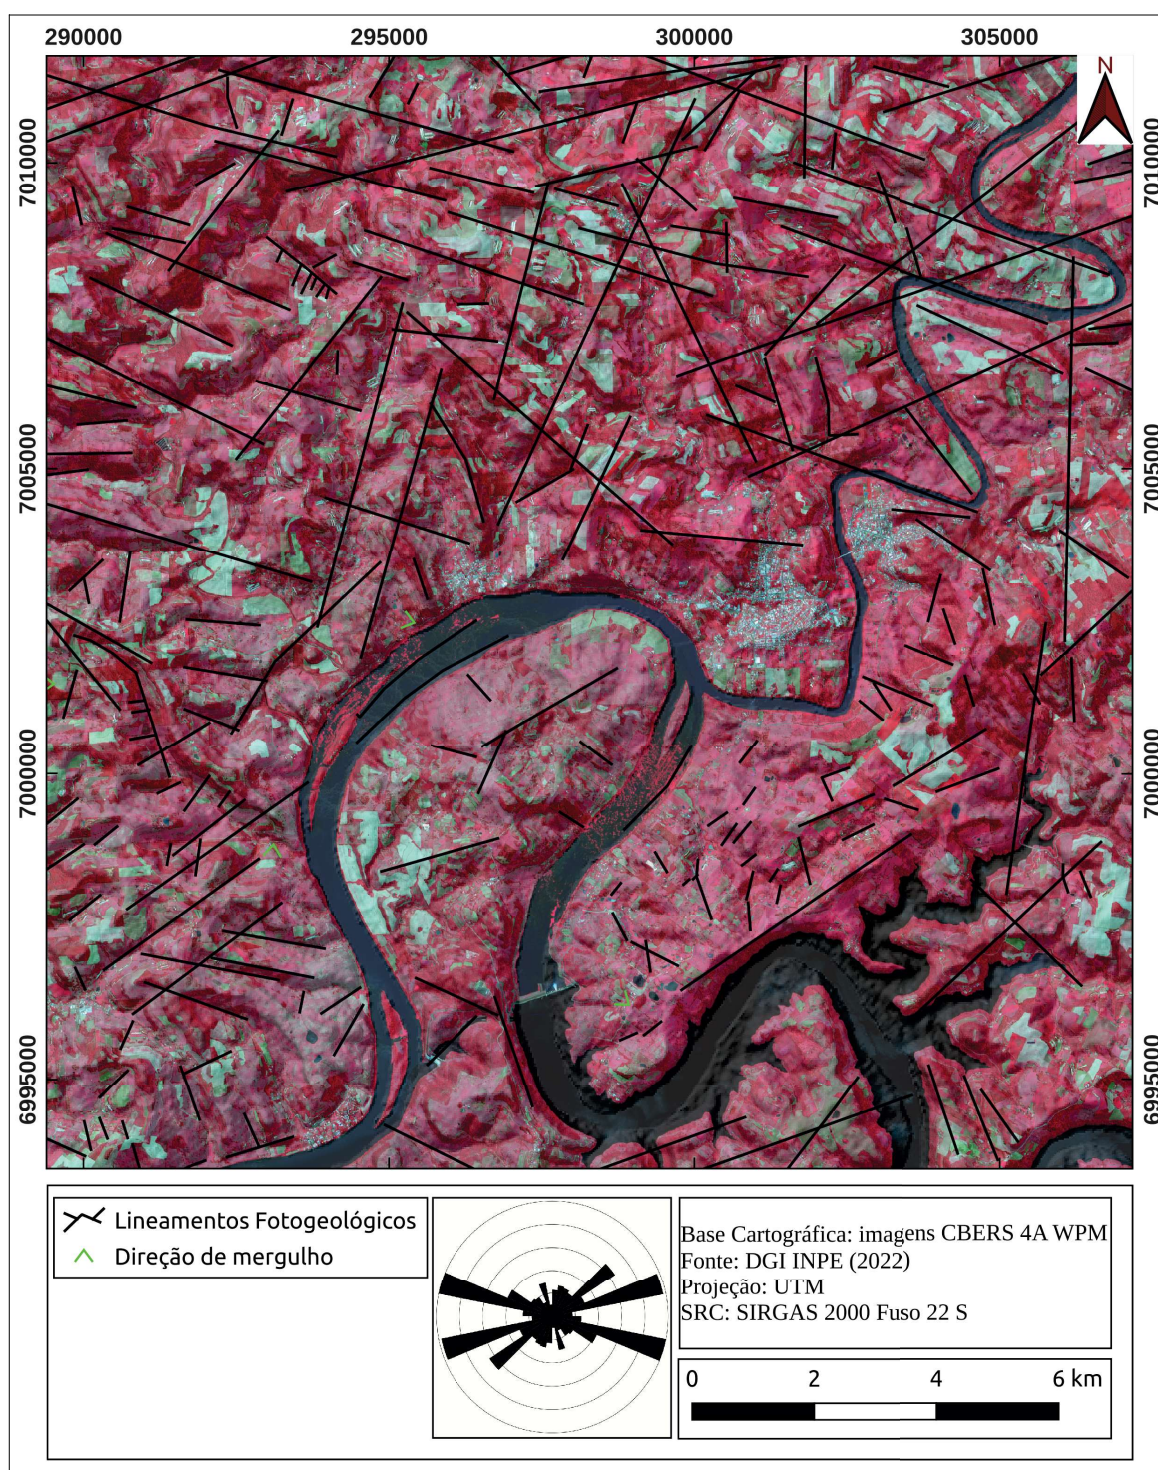 290000 295000 300000 305000
N
7010000
7010000
7005000
7005000
7000000
7000000
6995000
6995000
Lineamentos Fotogeológicos
Direção de mergulho
Base Cartográfica: imagens CBERS 4A WPM
Fonte: DGI INPE (2022)
Projeção: UTM
SRC: SIRGAS 2000 Fuso 22 S
0 2 4 6 km